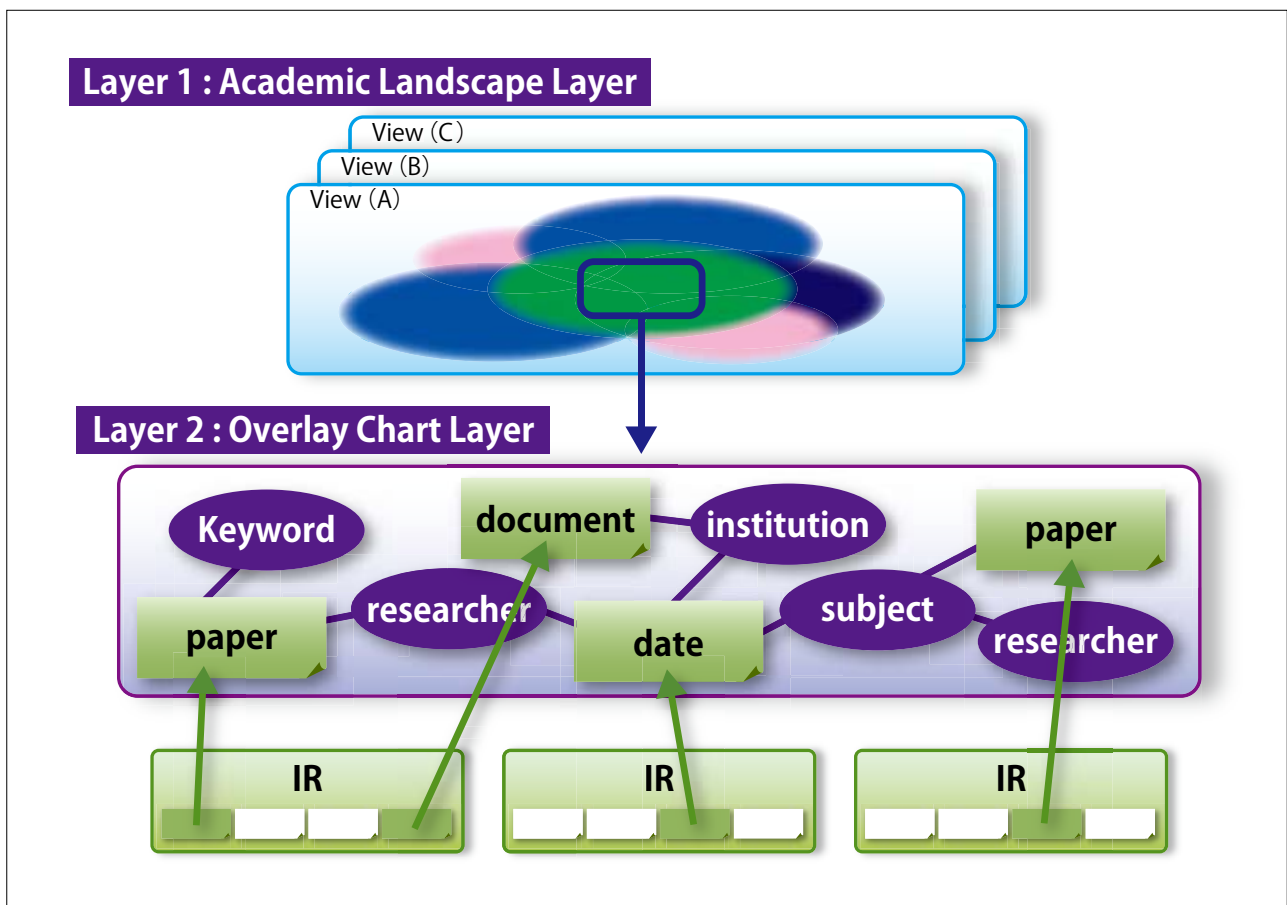 Layer 1 : Academic Landscape Layer
View (C)
View (B)
View (A)
Layer 2 : Overlay Chart Layer
Keyword
document
institution
paper
researcher
subject
paper
date
researcher
IR
IR
IR